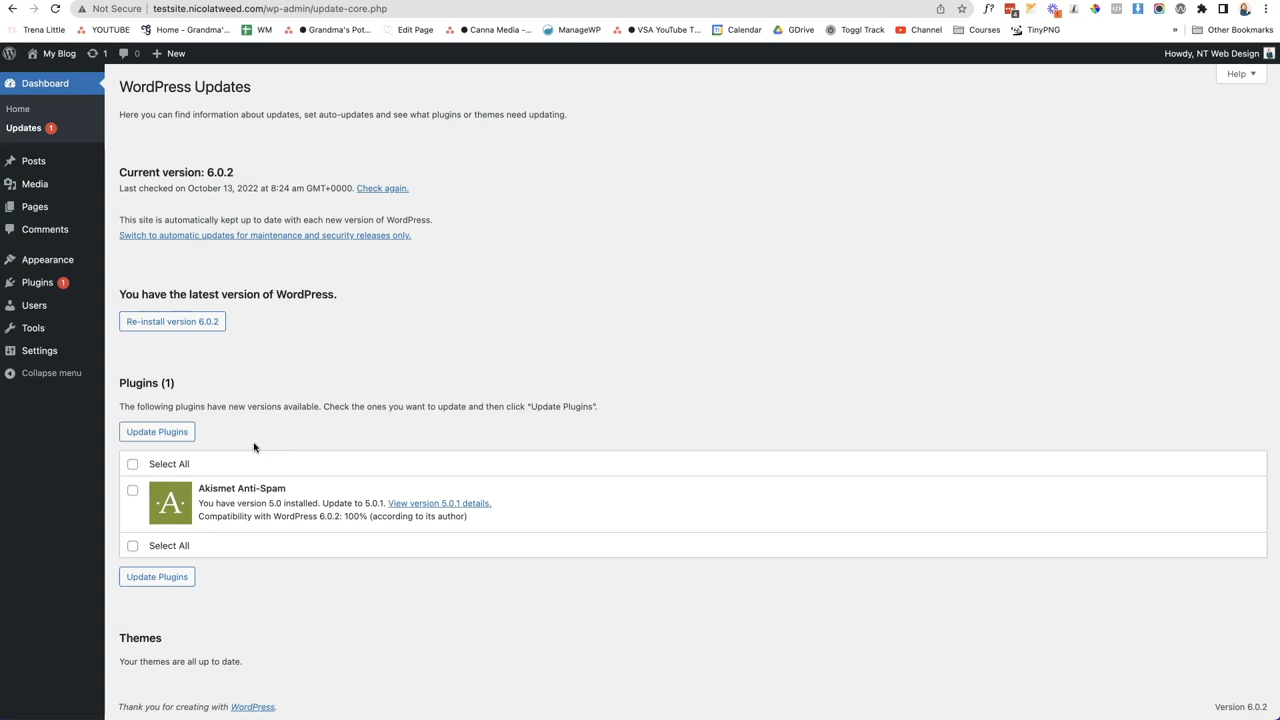 Not Secure | testsite.nicolatweed.com/wp-admin/update-core.php
Trena Little YOUTUBE Home - Grandma'... WM Grandma's Pot... Edit Page Canna Media -... ManageWP VSA YouTube T... Calendar GDrive Toggl Track Channel Courses TinyPNG » Other Bookmarks
My Blog 1 0 + New Howdy, NT Web Design
Help
Dashboard
Home
Updates 1
Posts
Media
Pages
Comments
Appearance
Plugins 1
Users
Tools
Settings
Collapse menu
WordPress Updates
Here you can find information about updates, set auto-updates and see what plugins or themes need updating.
Current version: 6.0.2
Last checked on October 13, 2022 at 8:24 am GMT+0000. Check again.
This site is automatically kept up to date with each new version of WordPress.
Switch to automatic updates for maintenance and security releases only.
You have the latest version of WordPress.
Re-install version 6.0.2
Plugins (1)
The following plugins have new versions available. Check the ones you want to update and then click “Update Plugins”.
Update Plugins
Select All
Akismet Anti-Spam
You have version 5.0 installed. Update to 5.0.1. View version 5.0.1 details.
Compatibility with WordPress 6.0.2: 100% (according to its author)
Select All
Update Plugins
Themes
Your themes are all up to date.
Thank you for creating with WordPress.
Version 6.0.2